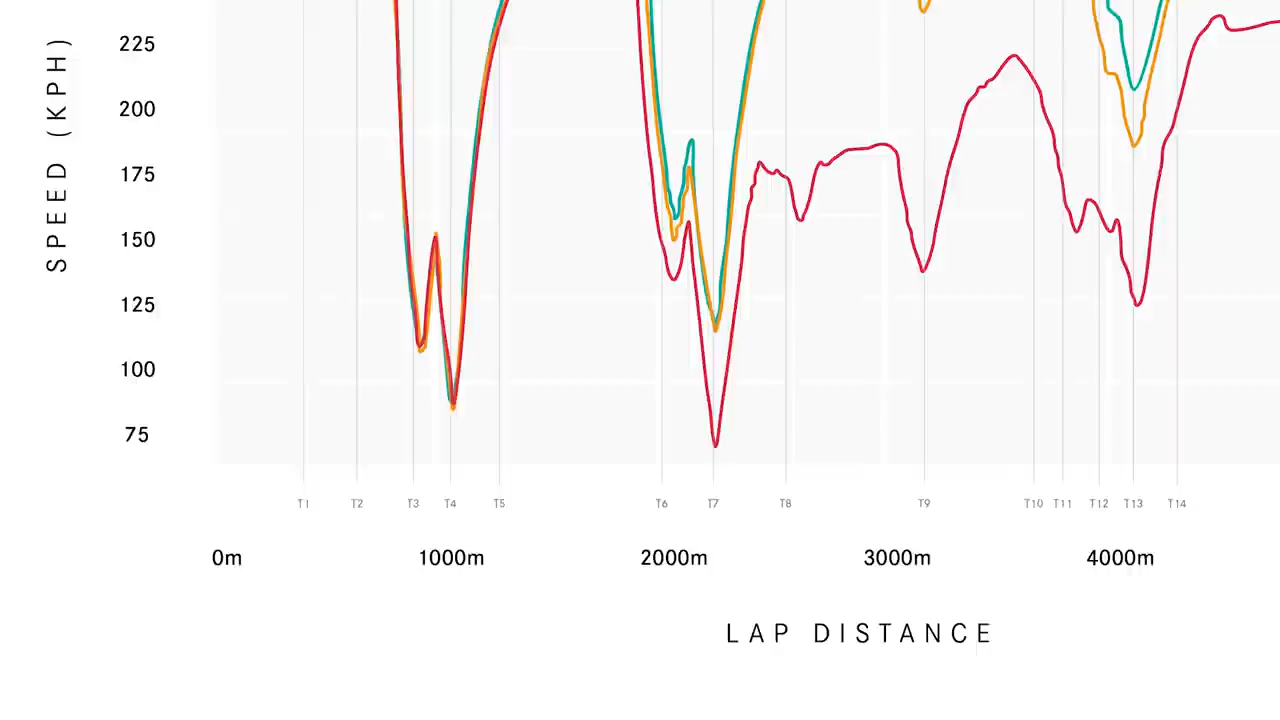 SPEED (KPH)
225
200
175
150
125
100
75
T1 T2 T3 T4 T5 T6 T7 T8 T9 T10 T11 T12 T13 T14
0m 1000m 2000m 3000m 4000m
LAP DISTANCE